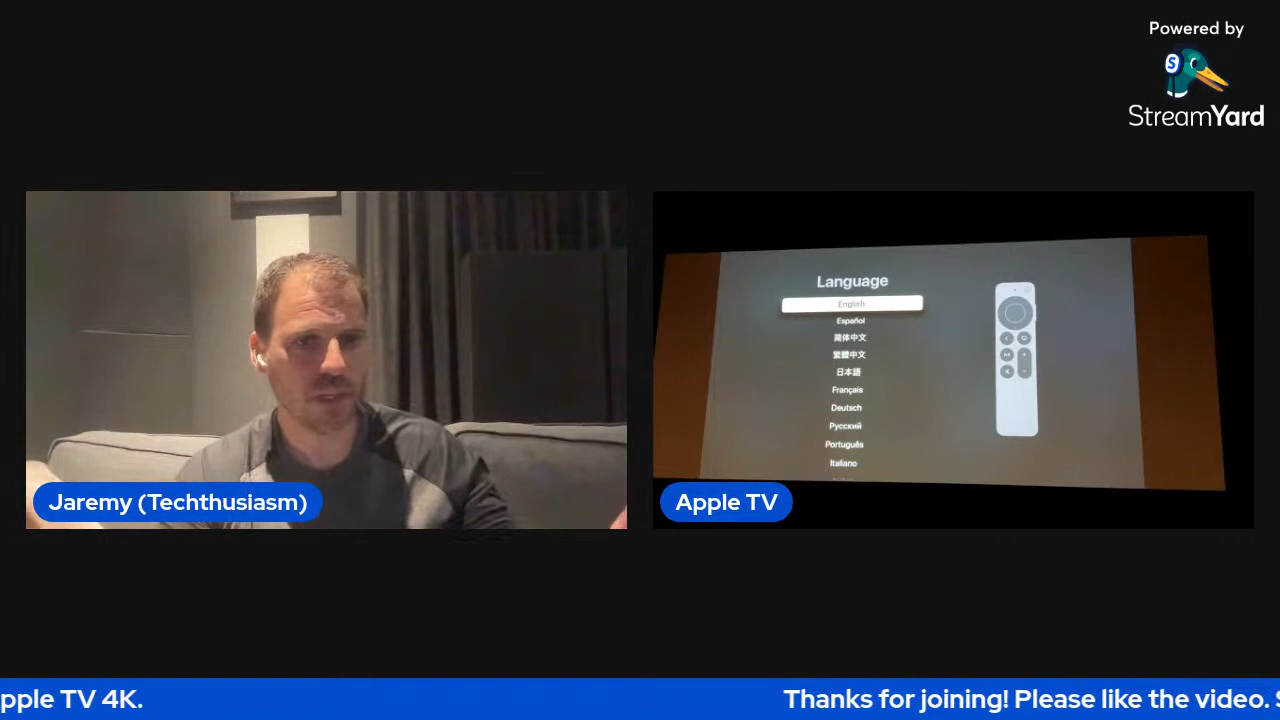 Powered by
S
StreamYard
Language
English
Español
简体中文
繁體中文
日本語
Français
Deutsch
Русский
Português
Italiano
Jaremy (Techthusiasm)
Apple TV
pple TV 4K.
Thanks for joining! Please like the video. S